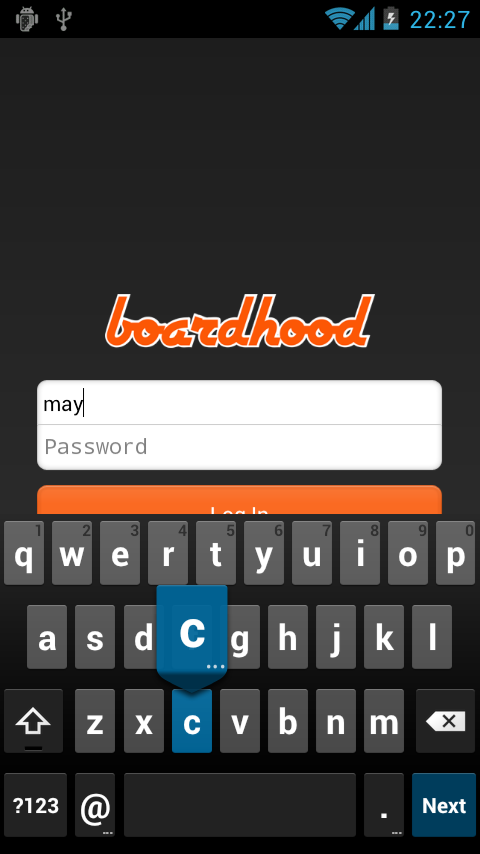 22:27
boardhood
may
Password
Log In
1 2 3 4 5 6 7 8 9 0
q w e r t y u i o p
a s d g h j k l
c
...
z x c v b n m
?123 @ ... . ... Next